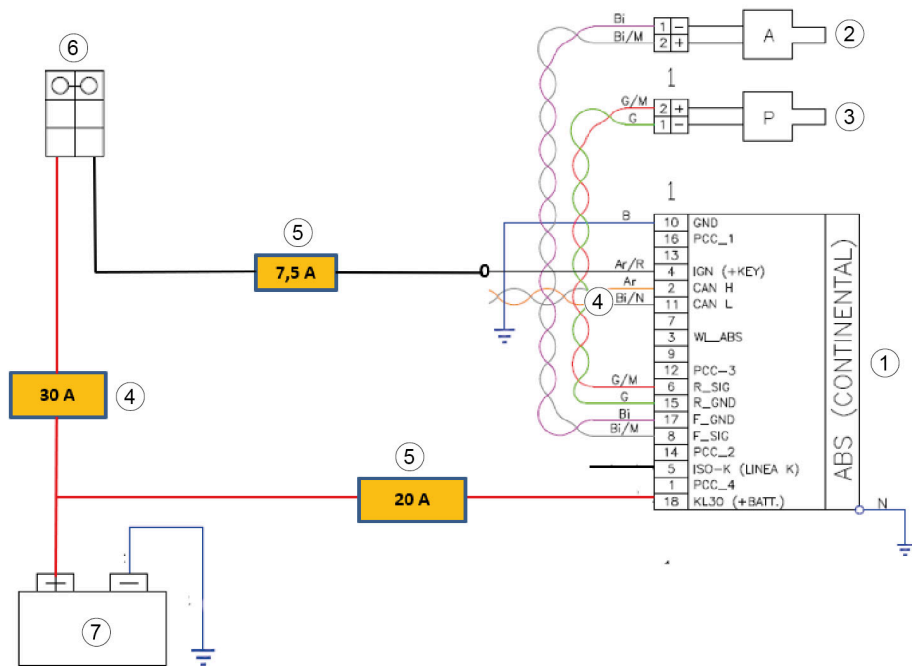 6
Bi
1 −
Bi/M
2 +
A
2
1
G/M
2 +
G
1 −
P
3
1
5
7,5 A
B
10 GND
16 PCC_1
13
Ar/R
4 IGN (+KEY)
Ar
2 CAN H
4
Bi/N
11 CAN L
7
3 WL_ABS
9
12 PCC-3
G/M
6 R_SIG
G
15 R_GND
Bi
17 F_GND
Bi/M
8 F_SIG
14 PCC_2
5 ISO-K (LINEA K)
1 PCC_4
18 KL30 (+BATT.)
ABS (CONTINENTAL)
1
N
30 A
4
5
20 A
+ −
7